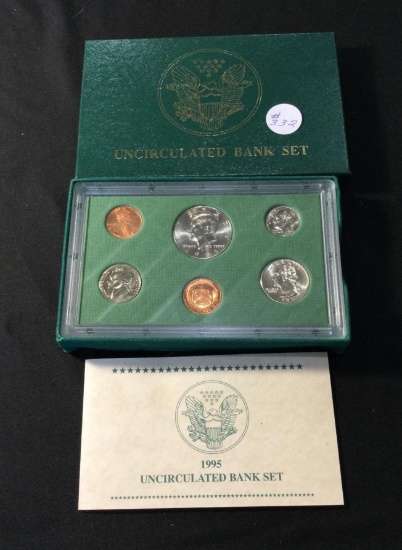 #
332
UNCIRCULATED BANK SET
1995
UNCIRCULATED BANK SET